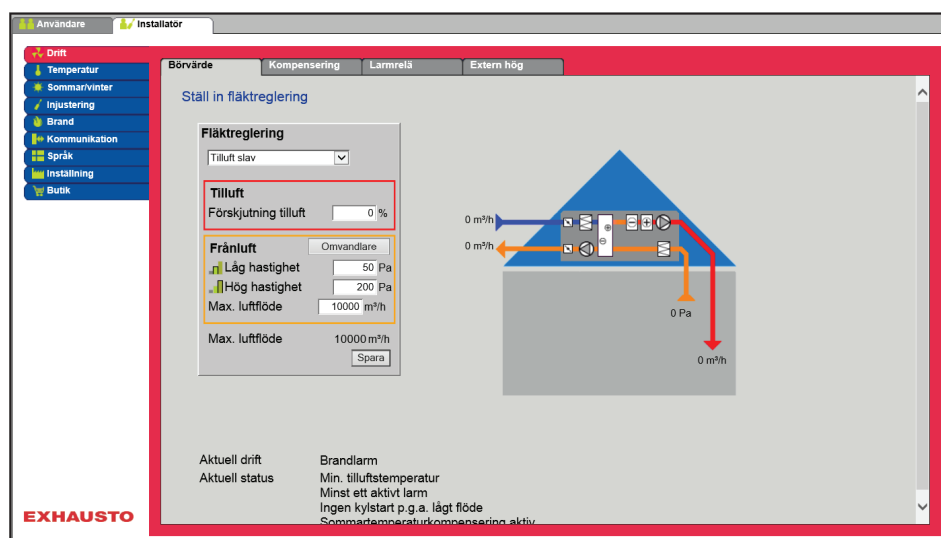 Användare Installatör
Drift
Temperatur
Sommar/vinter
Injustering
Brand
Kommunikation
Språk
Inställning
Butik
EXHAUSTO
Börvärde Kompensering Larmrelä Extern hög
Ställ in fläktreglering
Fläktreglering
Tilluft slav
Tilluft
Förskjutning tilluft 0 %
Frånluft Omvandlare
Låg hastighet 50 Pa
Hög hastighet 200 Pa
Max. luftflöde 10000 m³/h
Max. luftflöde 10000 m³/h
Spara
0 m³/h
0 m³/h
0 Pa
0 m³/h
Aktuell drift Brandlarm
Aktuell status Min. tilluftstemperatur
Minst ett aktivt larm
Ingen kylstart p.g.a. lågt flöde
Sommartemperaturkompensering aktiv